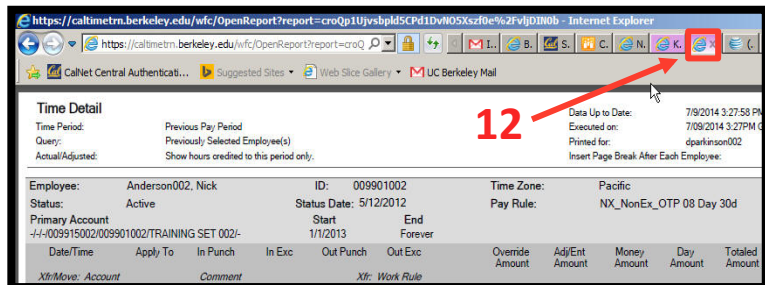 https://caltimetrn.berkeley.edu/wfc/OpenReport?report=croQp1Ujvsbpld5CPd1DvNO5Xszf0e%2FvljDIN0b - Internet Explorer
https://caltimetrn.berkeley.edu/wfc/OpenReport?report=croQ
M I.. B. S. C. N. K. X (.
CalNet Central Authenticati... Suggested Sites Web Slice Gallery UC Berkeley Mail
12
Time Detail
Data Up to Date: 7/9/2014 3:27:58 PM
Time Period: Previous Pay Period
Executed on: 7/09/2014 3:27PM G
Query: Previously Selected Employee(s)
Printed for: dparkinson002
Actual/Adjusted: Show hours credited to this period only.
Insert Page Break After Each Employee:
Employee: Anderson002, Nick ID: 009901002 Time Zone: Pacific
Status: Active Status Date: 5/12/2012 Pay Rule: NX_NonEx_OTP 08 Day 30d
Primary Account Start End
-/-/-/009915002/009901002/TRAINING SET 002/- 1/1/2013 Forever
Date/Time Apply To In Punch In Exc Out Punch Out Exc Override Amount Adj/Ent Amount Money Amount Day Amount Totaled Amount
Xfr/Move: Account Comment Xfr: Work Rule